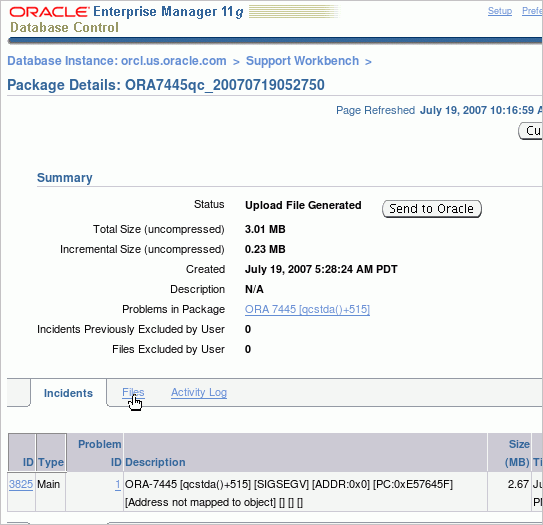 ORACLE Enterprise Manager 11g
Setup
Database Control
Database Instance: orcl.us.oracle.com > Support Workbench >
Package Details: ORA7445qc_20070719052750
Page Refreshed July 19, 2007 10:16:59
Summary
Status Upload File Generated Send to Oracle
Total Size (uncompressed) 3.01 MB
Incremental Size (uncompressed) 0.23 MB
Created July 19, 2007 5:28:24 AM PDT
Description N/A
Problems in Package ORA 7445 [qcstda()+515]
Incidents Previously Excluded by User 0
Files Excluded by User 0
Incidents Files Activity Log
Problem Size
ID Type ID Description (MB)
3825 Main 1 ORA-7445 [qcstda()+515] [SIGSEGV] [ADDR:0x0] [PC:0xE57645F] 2.67
[Address not mapped to object] [] [] []